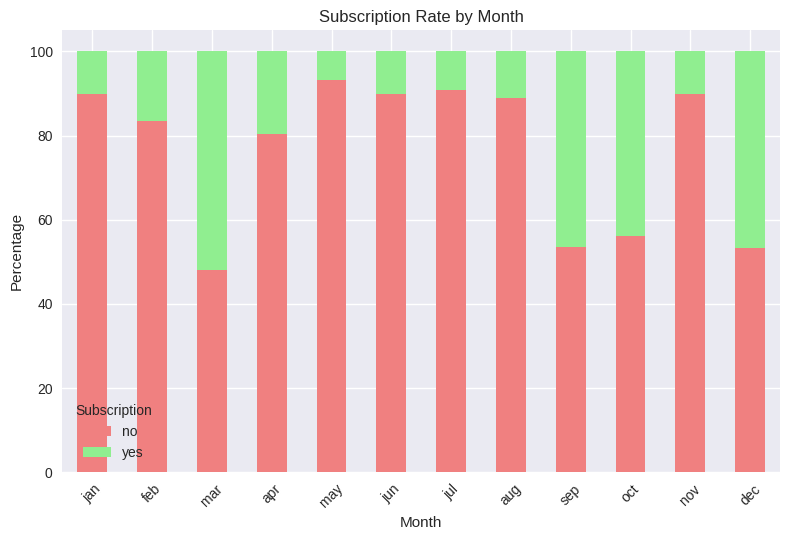 Subscription Rate by Month
100
80
60
40
20
0
Percentage
Subscription
no
yes
jan
feb
mar
apr
may
jun
jul
aug
sep
oct
nov
dec
Month